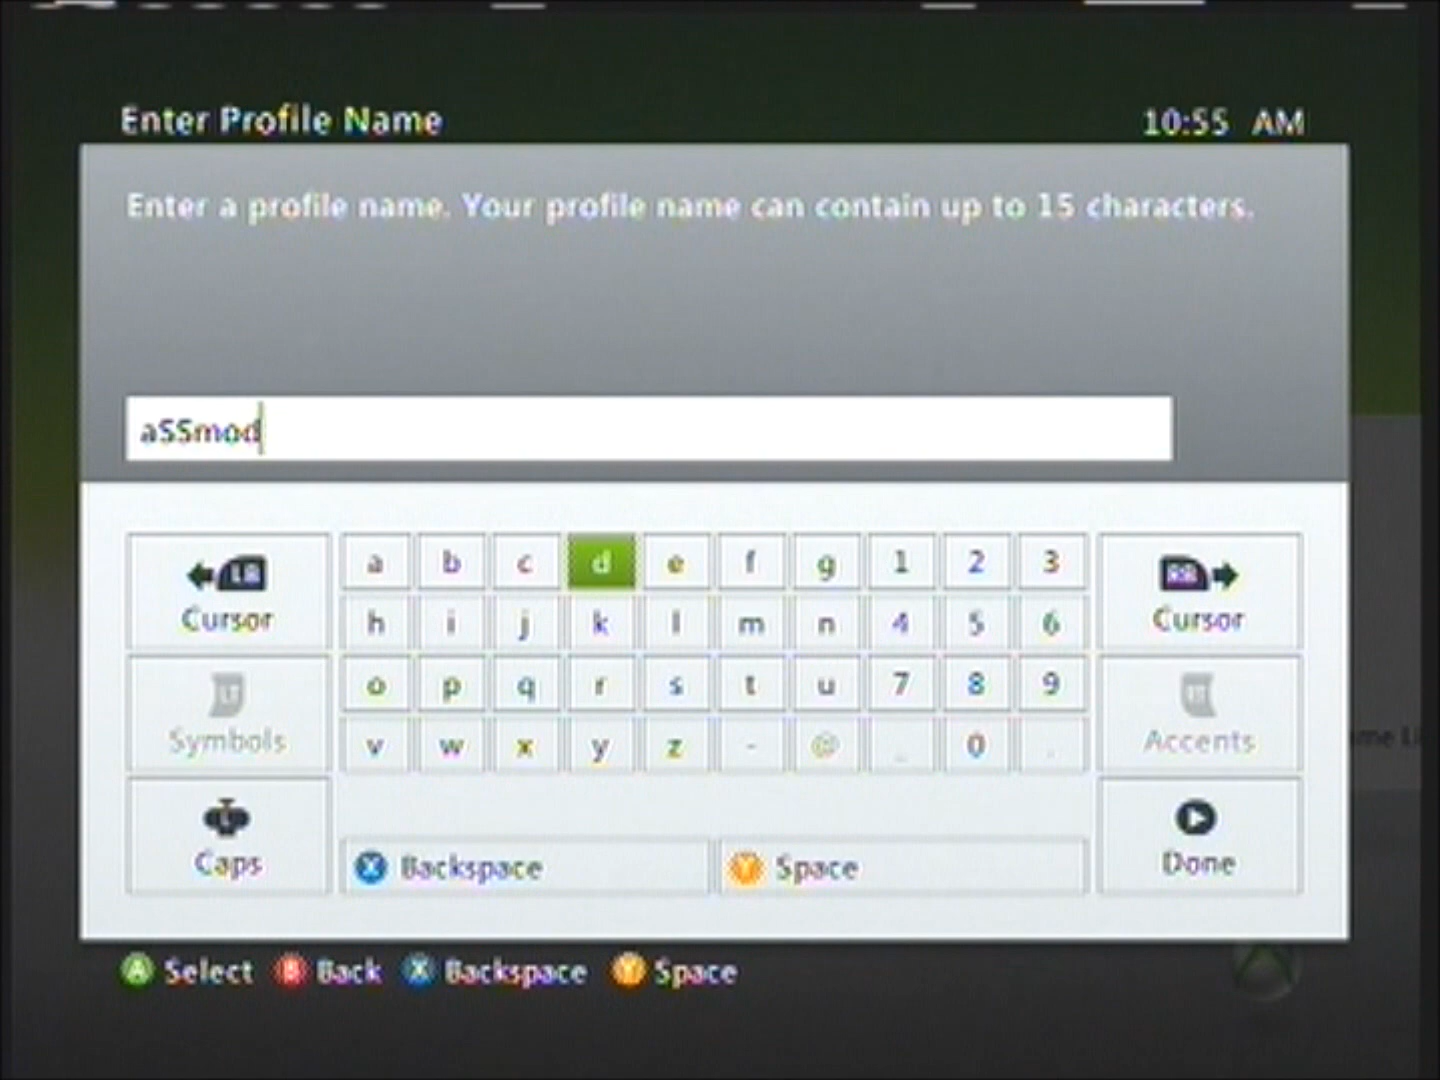 Enter Profile Name
10:55 AM
Enter a profile name. Your profile name can contain up to 15 characters.
aSSmod
Cursor
a b c d e f g 1 2 3
Cursor
h i j k l m n 4 5 6
Symbols
o p q r s t u 7 8 9
Accents
v w x y z - @ _ 0 .
Caps
X Backspace
Y Space
Done
A Select B Back X Backspace Y Space